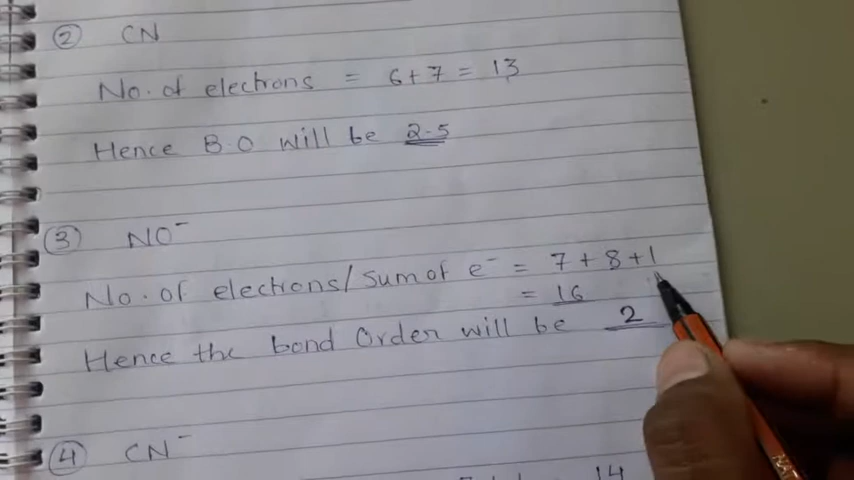 ② CN
No. of electrons = 6+7 = 13
Hence B.O will be 2.5
③ NO⁻
No. of electrons/Sum of e⁻ = 7+8+1
= 16
Hence the bond Order will be 2
④ CN⁻
14